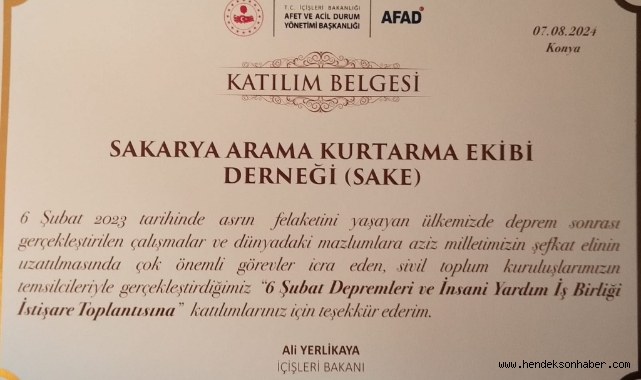 T.C. İÇİŞLERİ BAKANLIĞI
AFET VE ACİL DURUM
YÖNETİMİ BAŞKANLIĞI
AFAD
07.08.2024
Konya
KATILIM BELGESİ
SAKARYA ARAMA KURTARMA EKİBİ
DERNEĞİ (SAKE)
6 Şubat 2023 tarihinde asrın felaketini yaşayan ülkemizde deprem sonrası
gerçekleştirilen çalışmalar ve dünyadaki mazlumlara aziz milletimizin şefkat elinin
uzatılmasında çok önemli görevler icra eden, sivil toplum kuruluşlarımızın
temsilcileriyle gerçekleştirdiğimiz “6 Şubat Depremleri ve İnsani Yardım İş Birliği
İstişare Toplantısına” katılımlarınız için teşekkür ederim.
Ali YERLİKAYA
İÇİŞLERİ BAKANI
www.hendeksonhaber.com